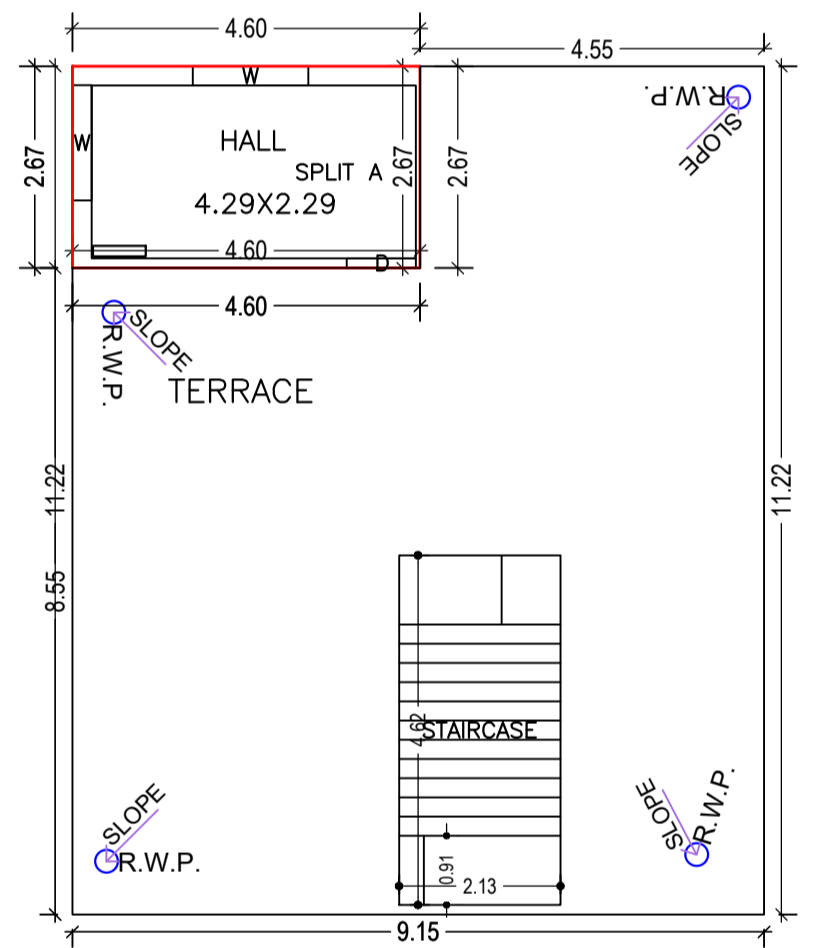 4.60
4.55
W
R.W.P.
SLOPE
W
HALL
SPLIT A
4.29X2.29
2.67
2.67
2.67
4.60
D
4.60
SLOPE
R.W.P.
TERRACE
11.22
11.22
8.55
4.62
STAIRCASE
SLOPE
R.W.P.
SLOPE
R.W.P.
0.91
2.13
9.15